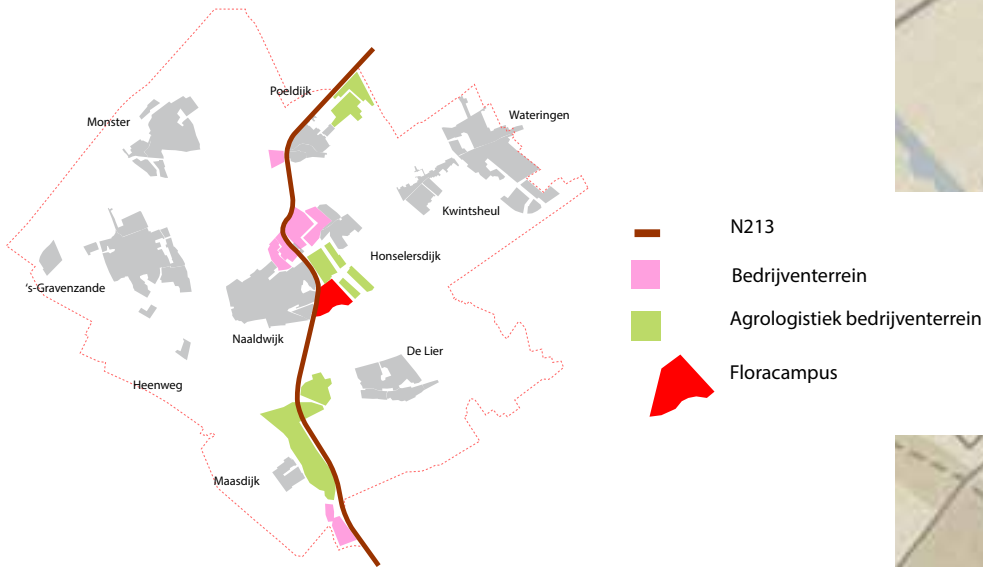 Poeldijk
Monster
Wateringen
Kwintsheul
Honselersdijk
's-Gravenzande
Naaldwijk
De Lier
Heenweg
Maasdijk
N213
Bedrijventerrein
Agrologistiek bedrijventerrein
Floracampus